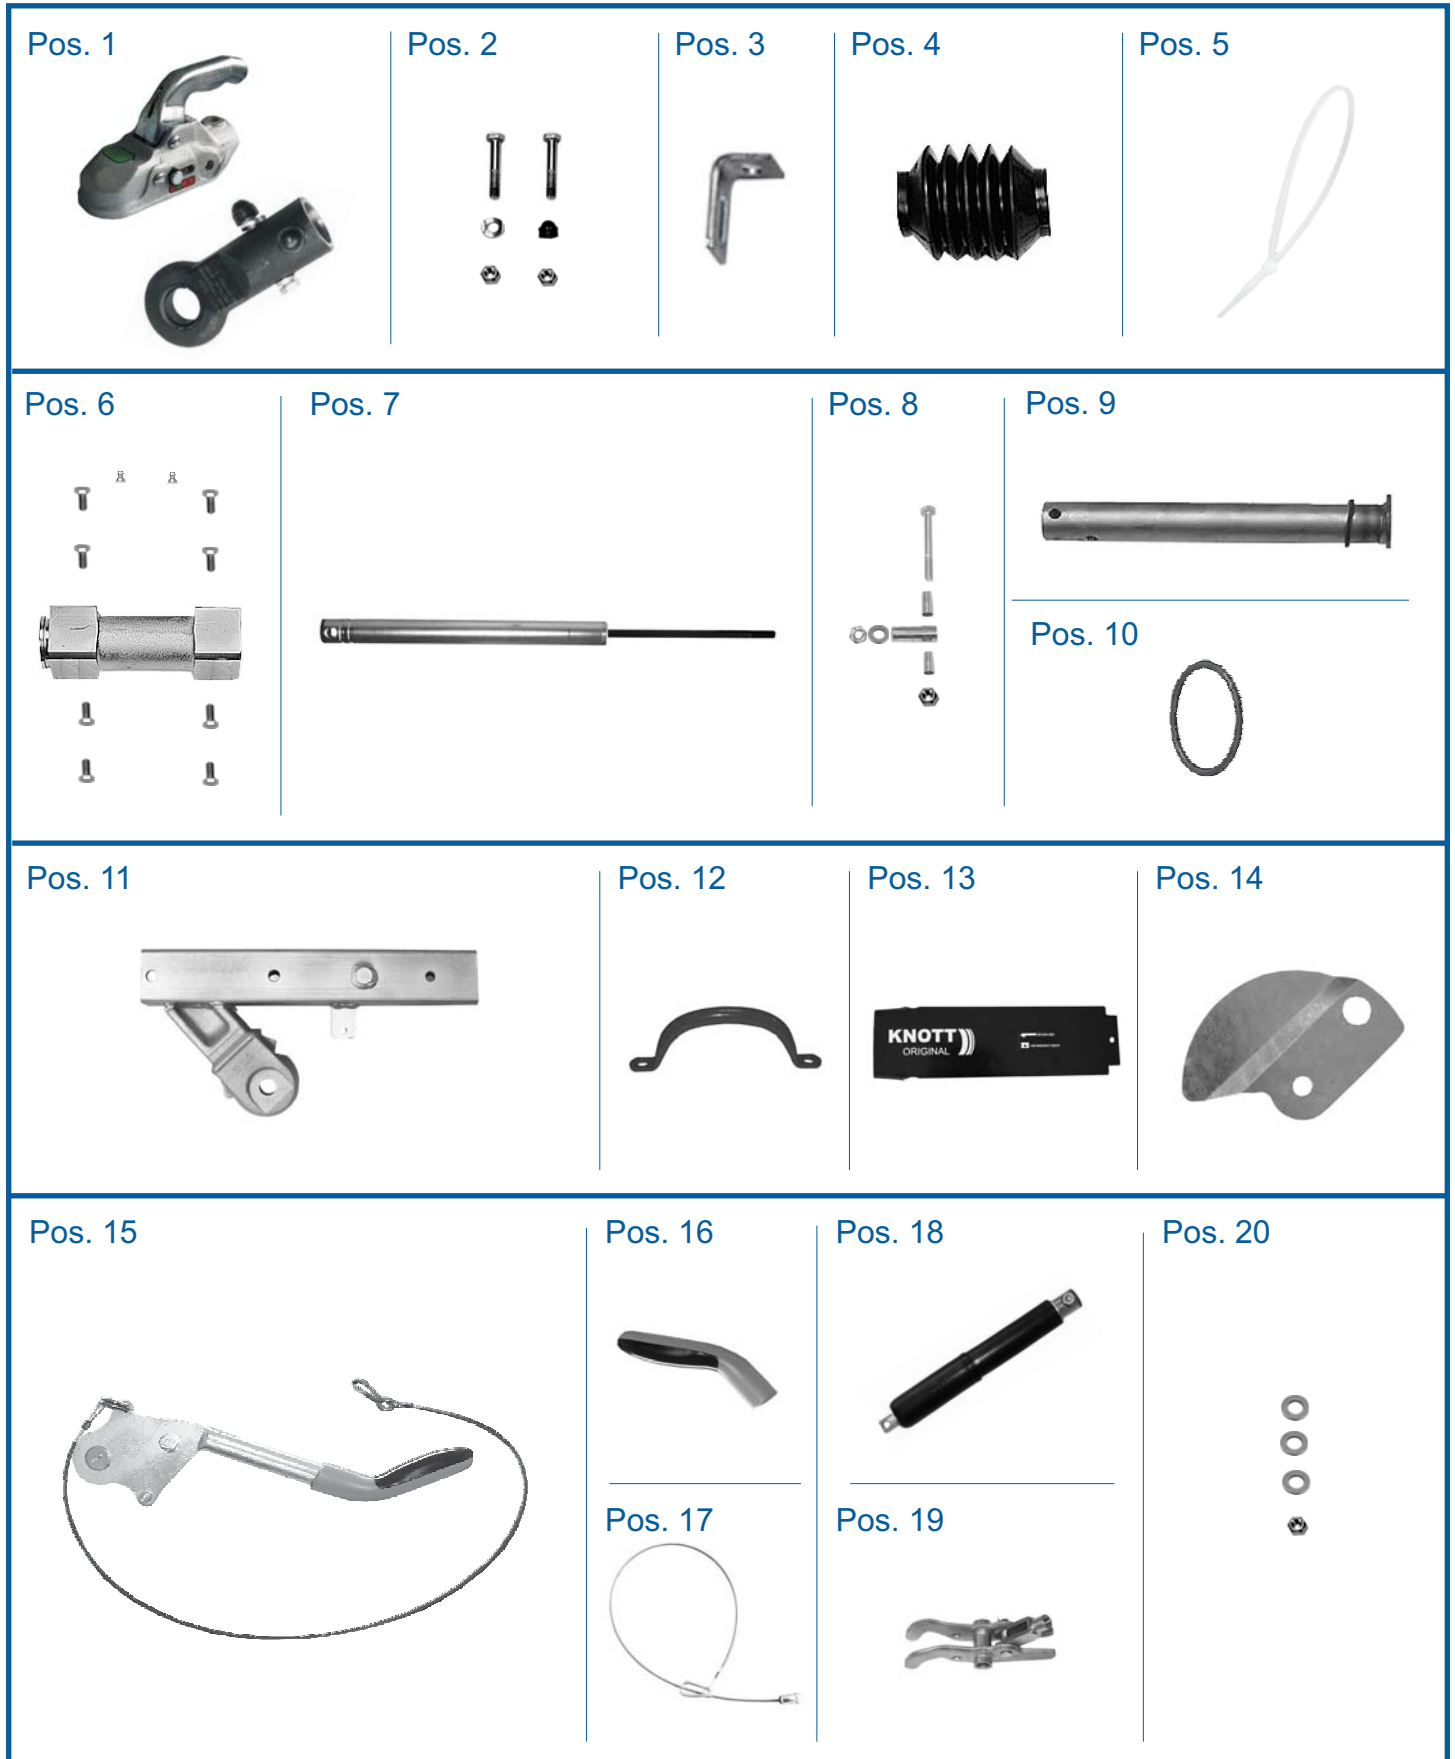 Pos. 1
Pos. 2
Pos. 3
Pos. 4
Pos. 5
Pos. 6
Pos. 7
Pos. 8
Pos. 9
Pos. 10
Pos. 11
Pos. 12
Pos. 13
KNOTT
ORIGINAL
Pos. 14
Pos. 15
Pos. 16
Pos. 17
Pos. 18
Pos. 19
Pos. 20